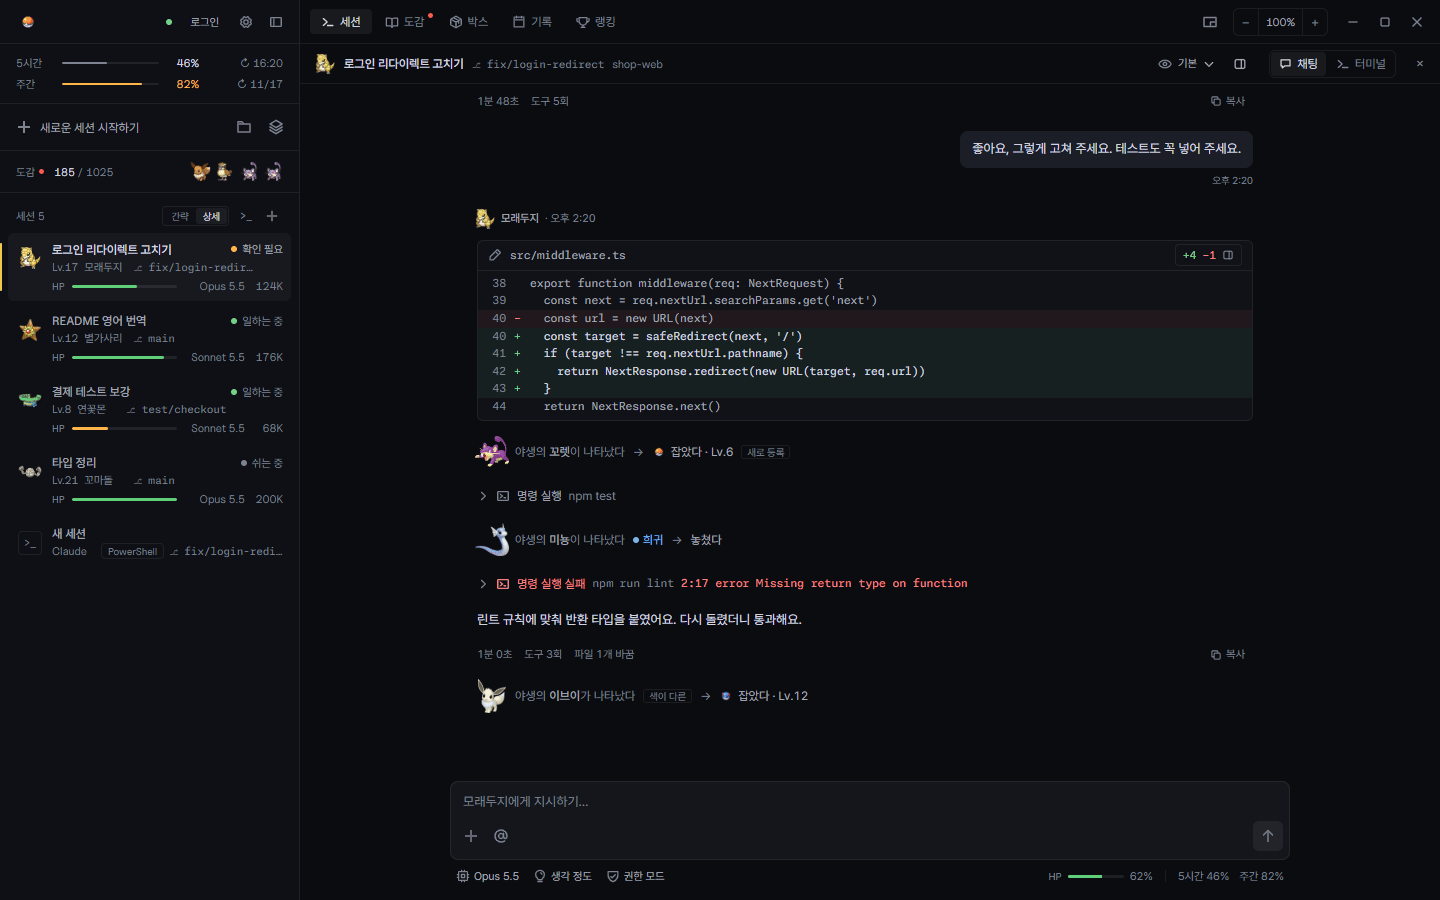 로그인
5시간 46% 16:20
주간 82% 11/17
새로운 세션 시작하기
도감 185 / 1025
세션 5 간략 상세 >_ +
로그인 리다이렉트 고치기 확인 필요
Lv.17 모래두지 fix/login-redir…
HP Opus 5.5 124K
README 영어 번역 일하는 중
Lv.12 별가사리 main
HP Sonnet 5.5 176K
결제 테스트 보강 일하는 중
Lv.8 연꽃몬 test/checkout
HP Sonnet 5.5 68K
타입 정리 쉬는 중
Lv.21 꼬마돌 main
HP Opus 5.5 200K
새 세션
>_ Claude PowerShell fix/login-redi…
세션 도감 박스 기록 랭킹 − 100% +
로그인 리다이렉트 고치기 fix/login-redirect shop-web 기본 채팅 터미널 ×
1분 48초 도구 5회 복사
좋아요, 그렇게 고쳐 주세요. 테스트도 꼭 넣어 주세요.
오후 2:20
모래두지 · 오후 2:20
src/middleware.ts +4 −1
38 export function middleware(req: NextRequest) {
39 const next = req.nextUrl.searchParams.get('next')
40 − const url = new URL(next)
40 + const target = safeRedirect(next, '/')
41 + if (target !== req.nextUrl.pathname) {
42 + return NextResponse.redirect(new URL(target, req.url))
43 + }
44 return NextResponse.next()
야생의 꼬렛이 나타났다 → 잡았다 · Lv.6 새로 등록
명령 실행 npm test
야생의 미뇽이 나타났다 희귀 → 놓쳤다
명령 실행 실패 npm run lint 2:17 error Missing return type on function
린트 규칙에 맞춰 반환 타입을 붙였어요. 다시 돌렸더니 통과해요.
1분 0초 도구 3회 파일 1개 바꿈 복사
야생의 이브이가 나타났다 색이 다른 → 잡았다 · Lv.12
모래두지에게 지시하기…
Opus 5.5 생각 정도 권한 모드 HP 62% 5시간 46% 주간 82%